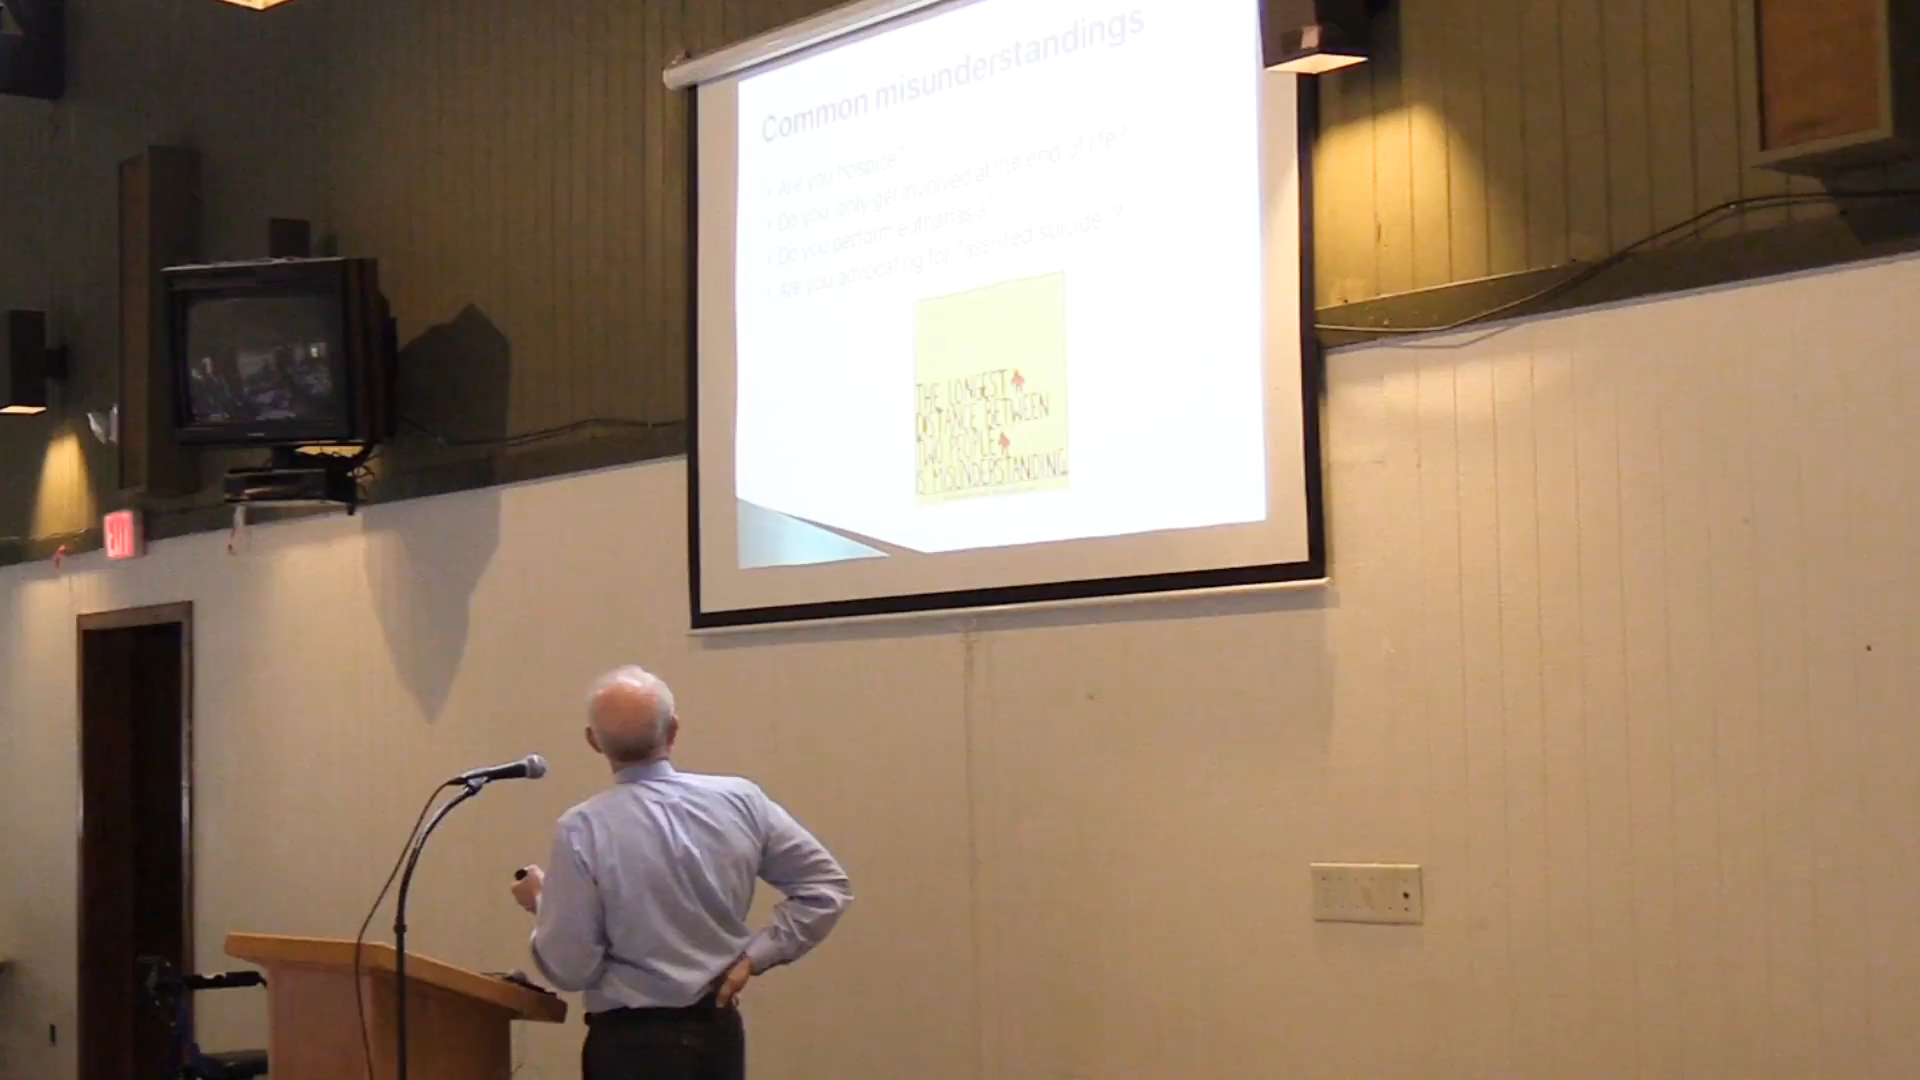 Common misunderstandings
• Are you hospice?
• Do you only get involved at the end of life?
• Do you perform euthanasia?
• Are you advocating for "assisted suicide"?
THE LONGEST
DISTANCE BETWEEN
TWO PEOPLE
IS MISUNDERSTANDING.
EXIT